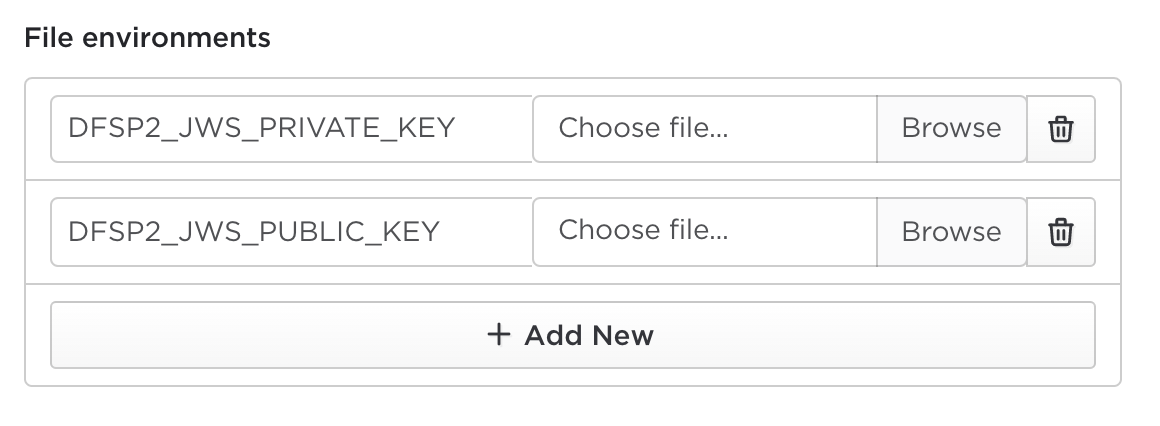 File environments
DFSP2_JWS_PRIVATE_KEY Choose file... Browse
DFSP2_JWS_PUBLIC_KEY Choose file... Browse
+ Add New